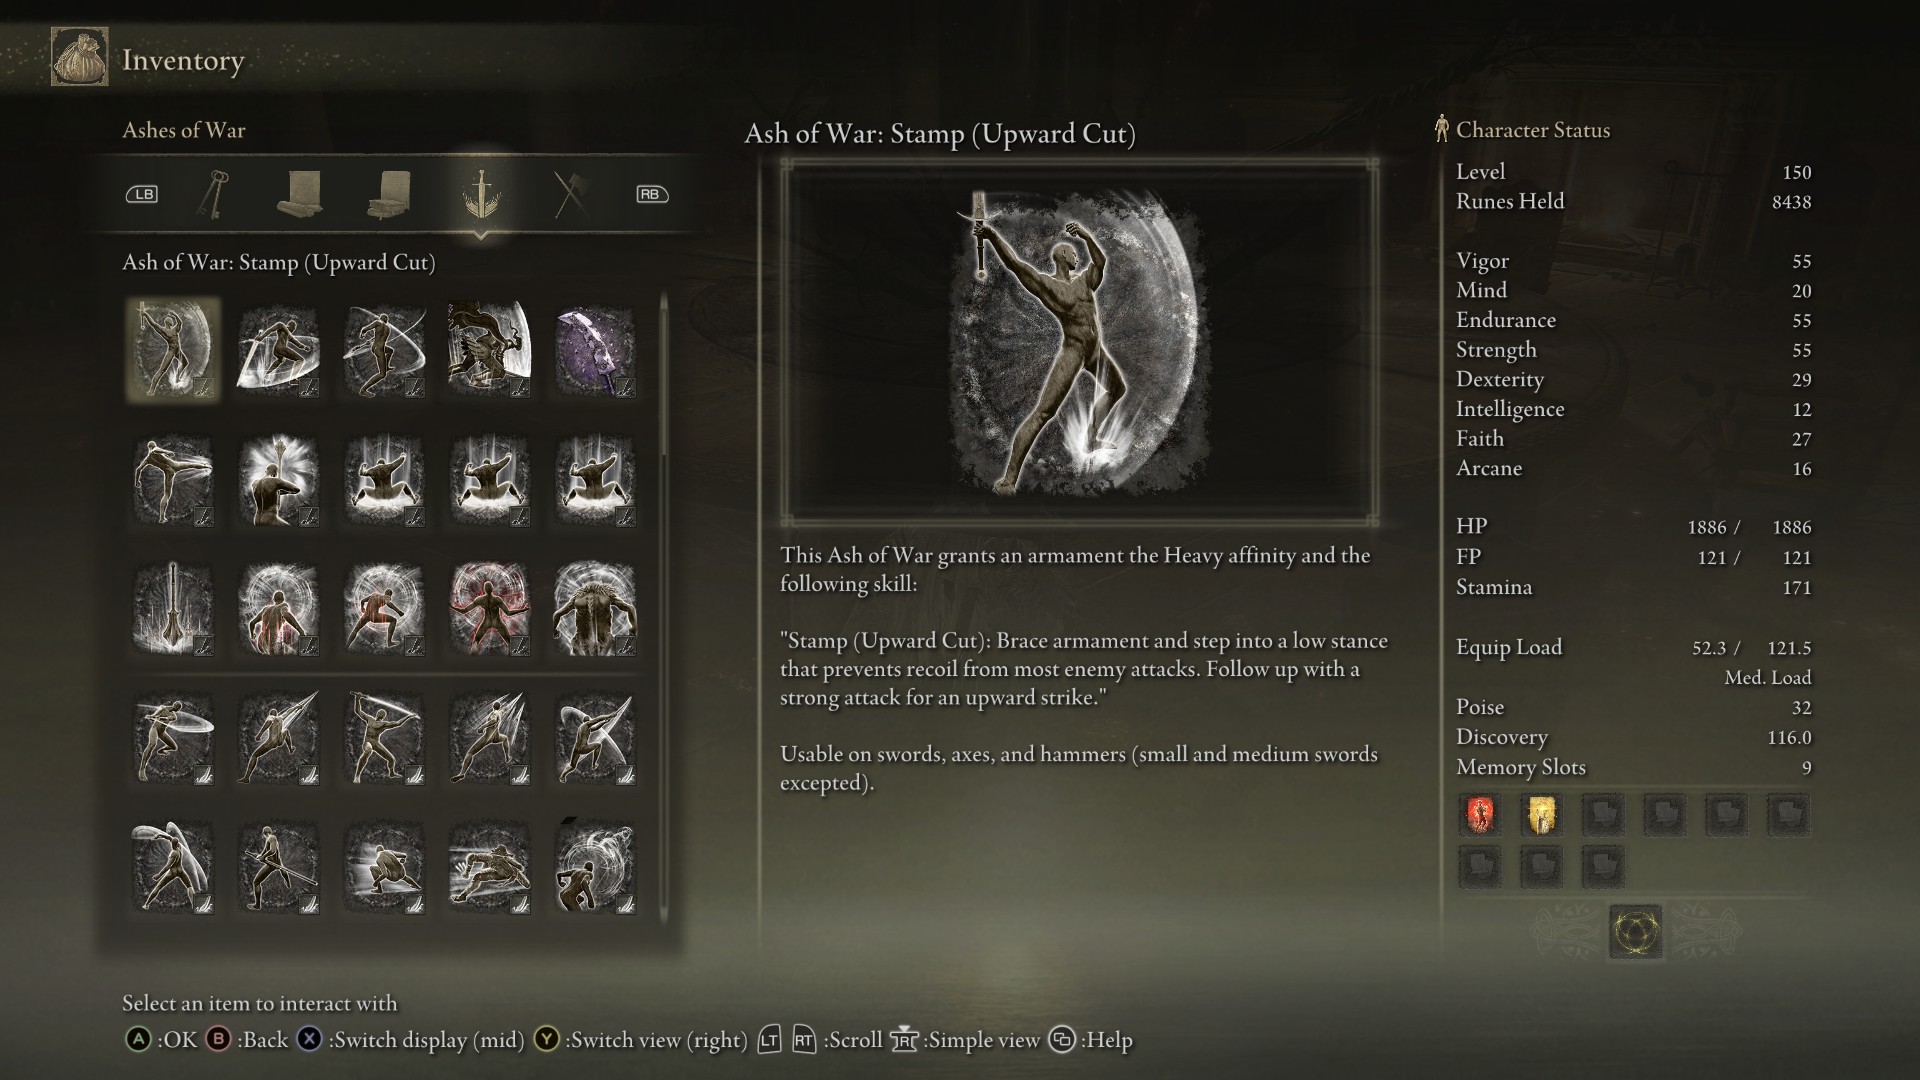 Inventory
Ashes of War
LB
RB
Ash of War: Stamp (Upward Cut)
Ash of War: Stamp (Upward Cut)
This Ash of War grants an armament the Heavy affinity and the
following skill:
"Stamp (Upward Cut): Brace armament and step into a low stance
that prevents recoil from most enemy attacks. Follow up with a
strong attack for an upward strike."
Usable on swords, axes, and hammers (small and medium swords
excepted).
Character Status
Level 150
Runes Held 8438
Vigor 55
Mind 20
Endurance 55
Strength 55
Dexterity 29
Intelligence 12
Faith 27
Arcane 16
HP 1886 / 1886
FP 121 / 121
Stamina 171
Equip Load 52.3 / 121.5
Med. Load
Poise 32
Discovery 116.0
Memory Slots 9
Select an item to interact with
A :OK B :Back X :Switch display (mid) Y :Switch view (right) LT RT :Scroll R :Simple view :Help